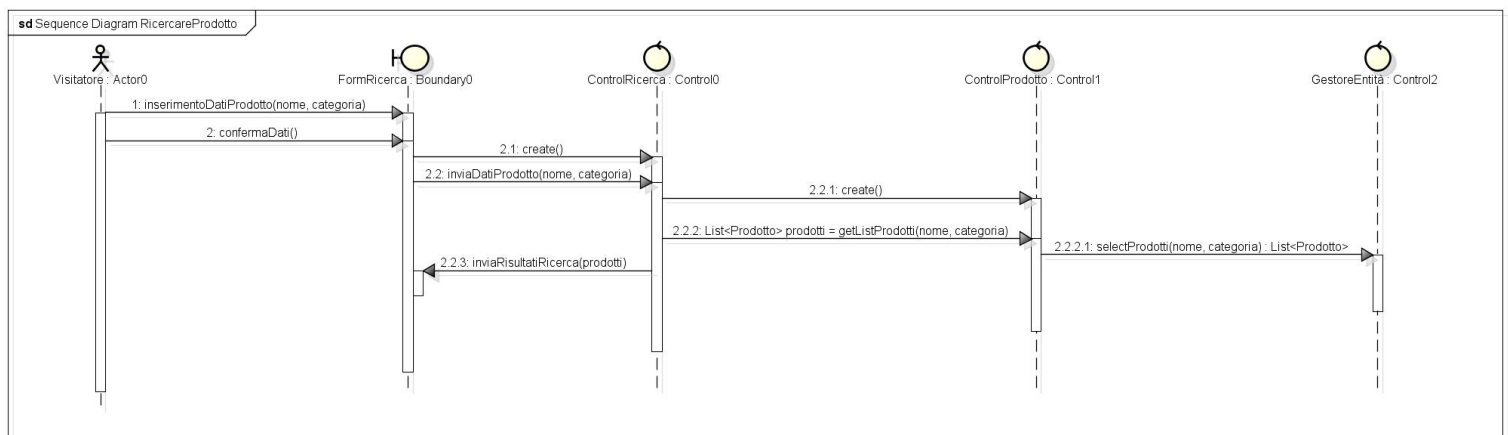 sd Sequence Diagram RicercareProdotto
Visitatore : Actor0
FormRicerca : Boundary0
ControlRicerca : Control0
ControlProdotto : Control1
GestoreEntità : Control2
1: inserimentoDatiProdotto(nome, categoria)
2: confermaDati()
2.1: create()
2.2: inviaDatiProdotto(nome, categoria)
2.2.1: create()
2.2.2: List<Prodotto> prodotti = getListProdotti(nome, categoria)
2.2.2.1: selectProdotti(nome, categoria) : List<Prodotto>
2.2.3: inviaRisultatiRicerca(prodotti)